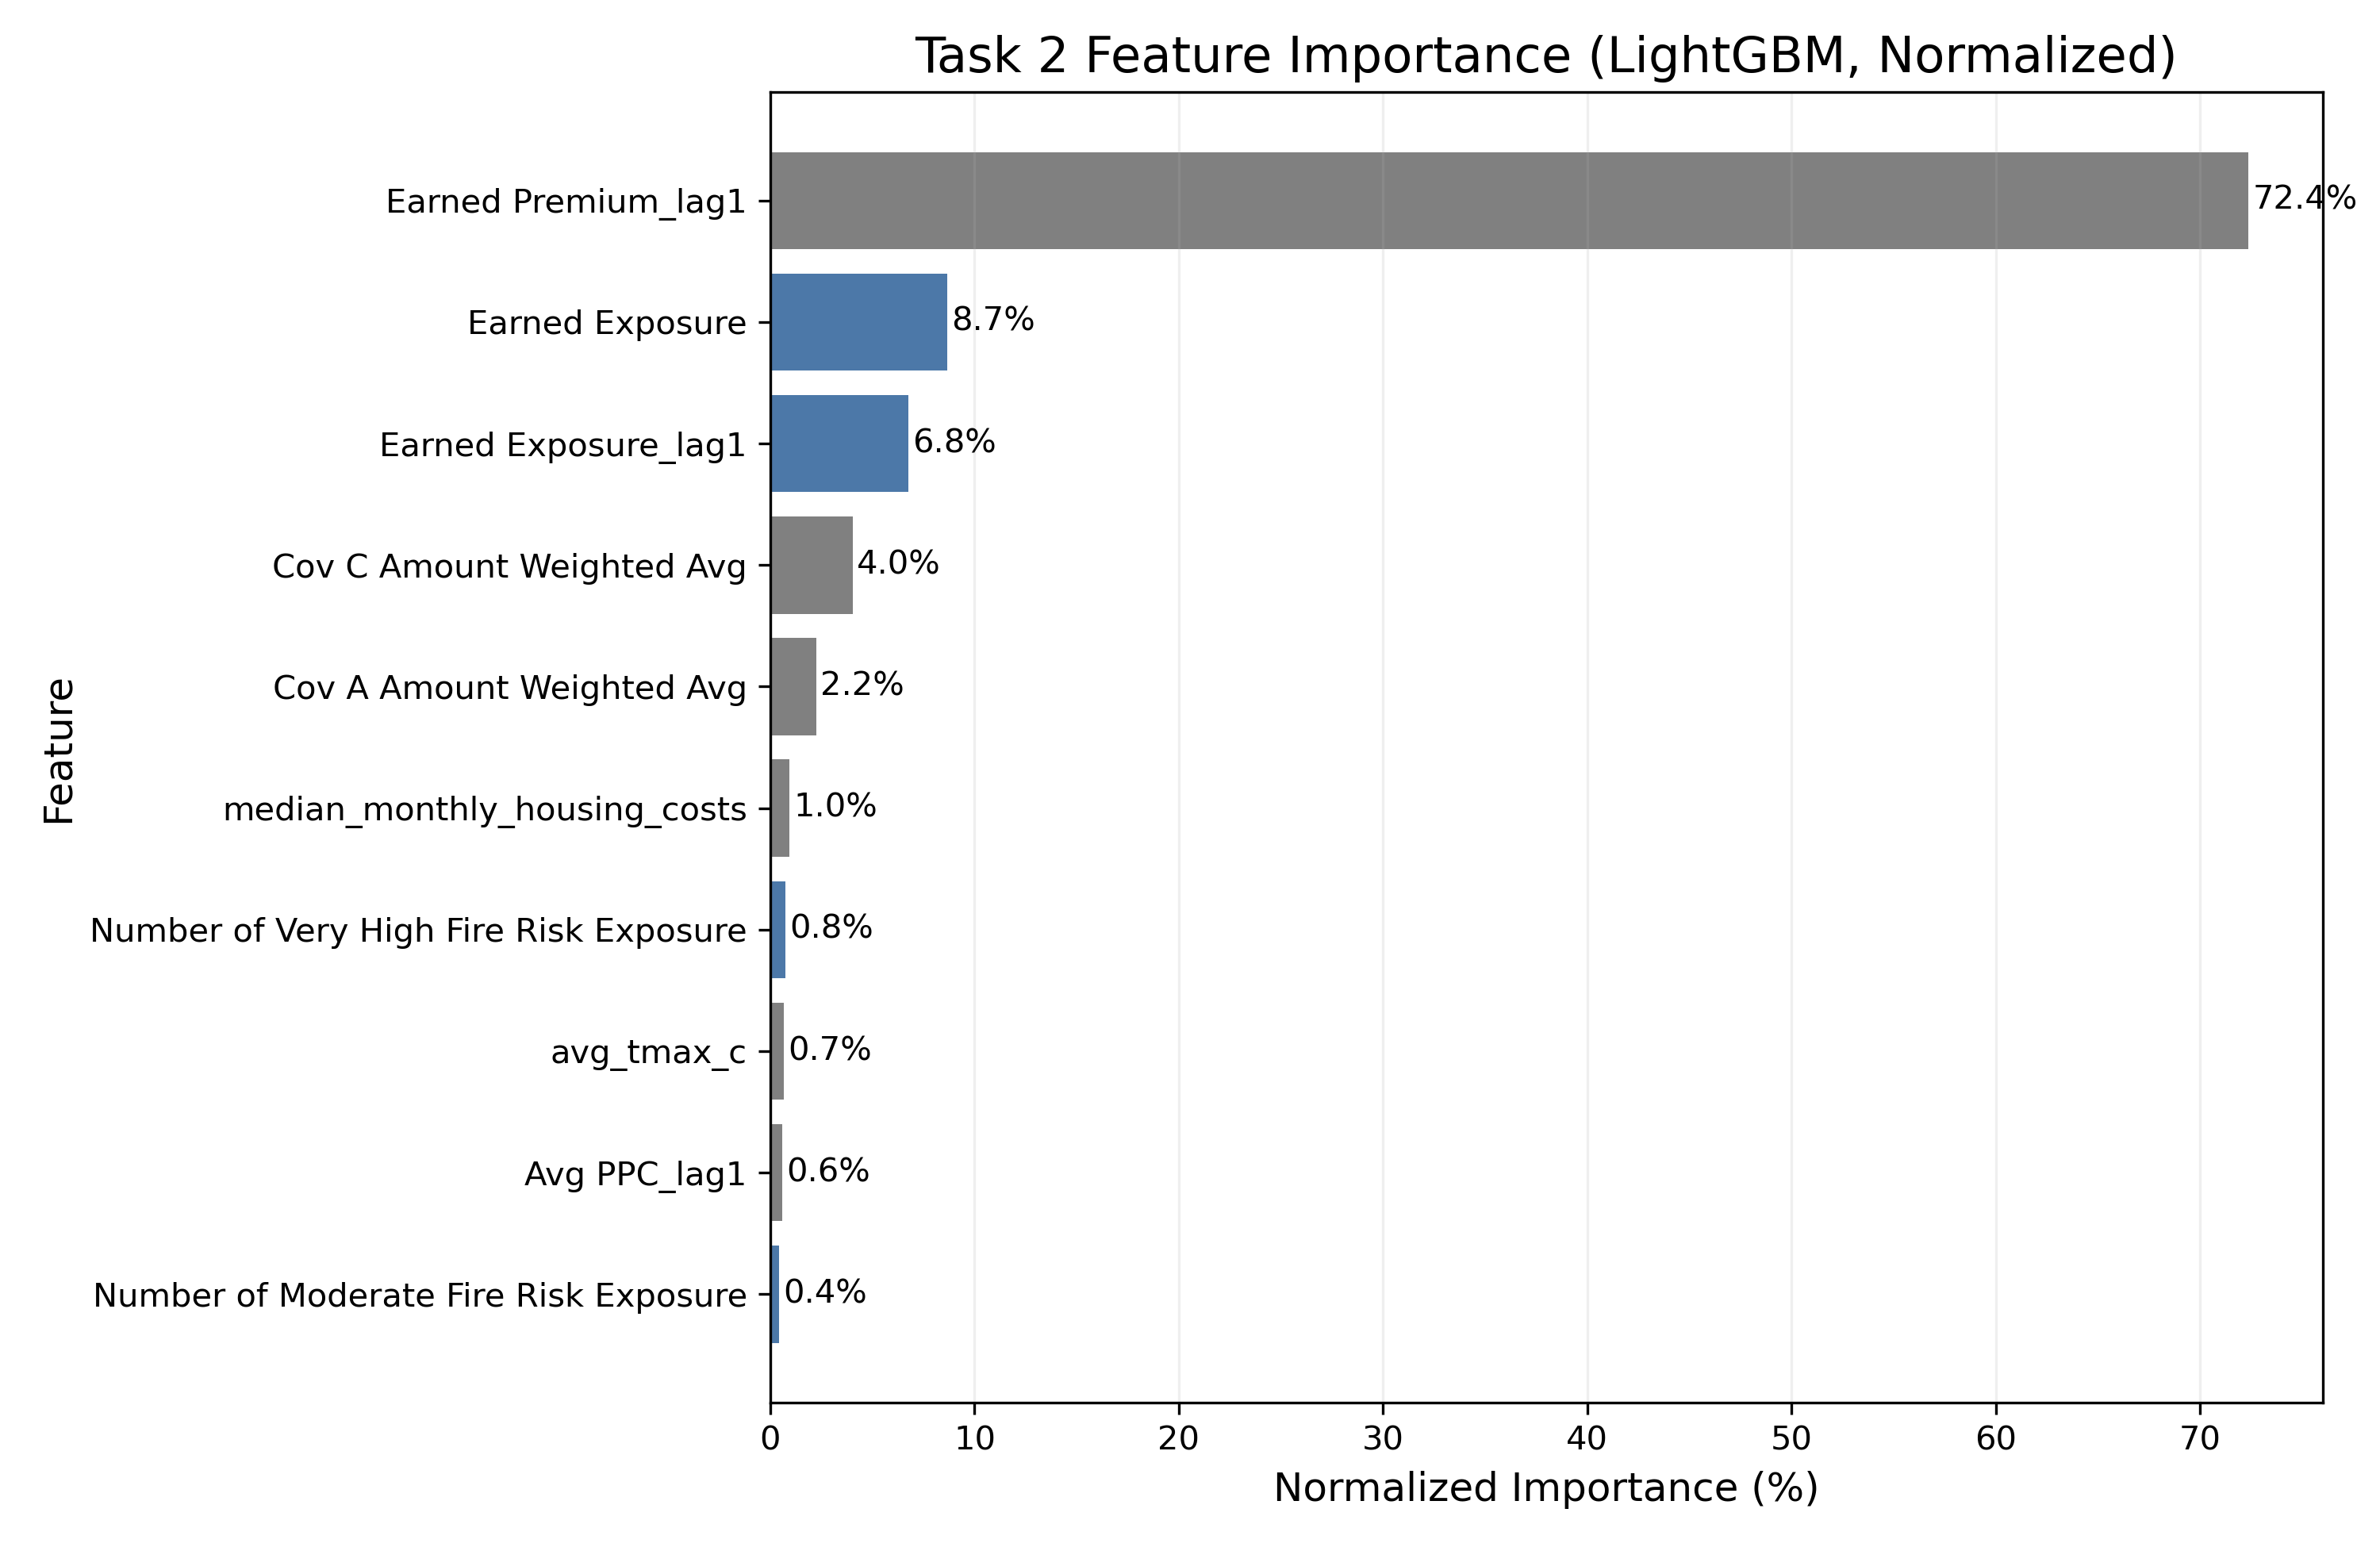 Task 2 Feature Importance (LightGBM, Normalized)
Earned Premium_lag1
72.4%
Earned Exposure
8.7%
Earned Exposure_lag1
6.8%
Cov C Amount Weighted Avg
4.0%
Cov A Amount Weighted Avg
2.2%
median_monthly_housing_costs
1.0%
Number of Very High Fire Risk Exposure
0.8%
avg_tmax_c
0.7%
Avg PPC_lag1
0.6%
Number of Moderate Fire Risk Exposure
0.4%
Feature
0 10 20 30 40 50 60 70
Normalized Importance (%)